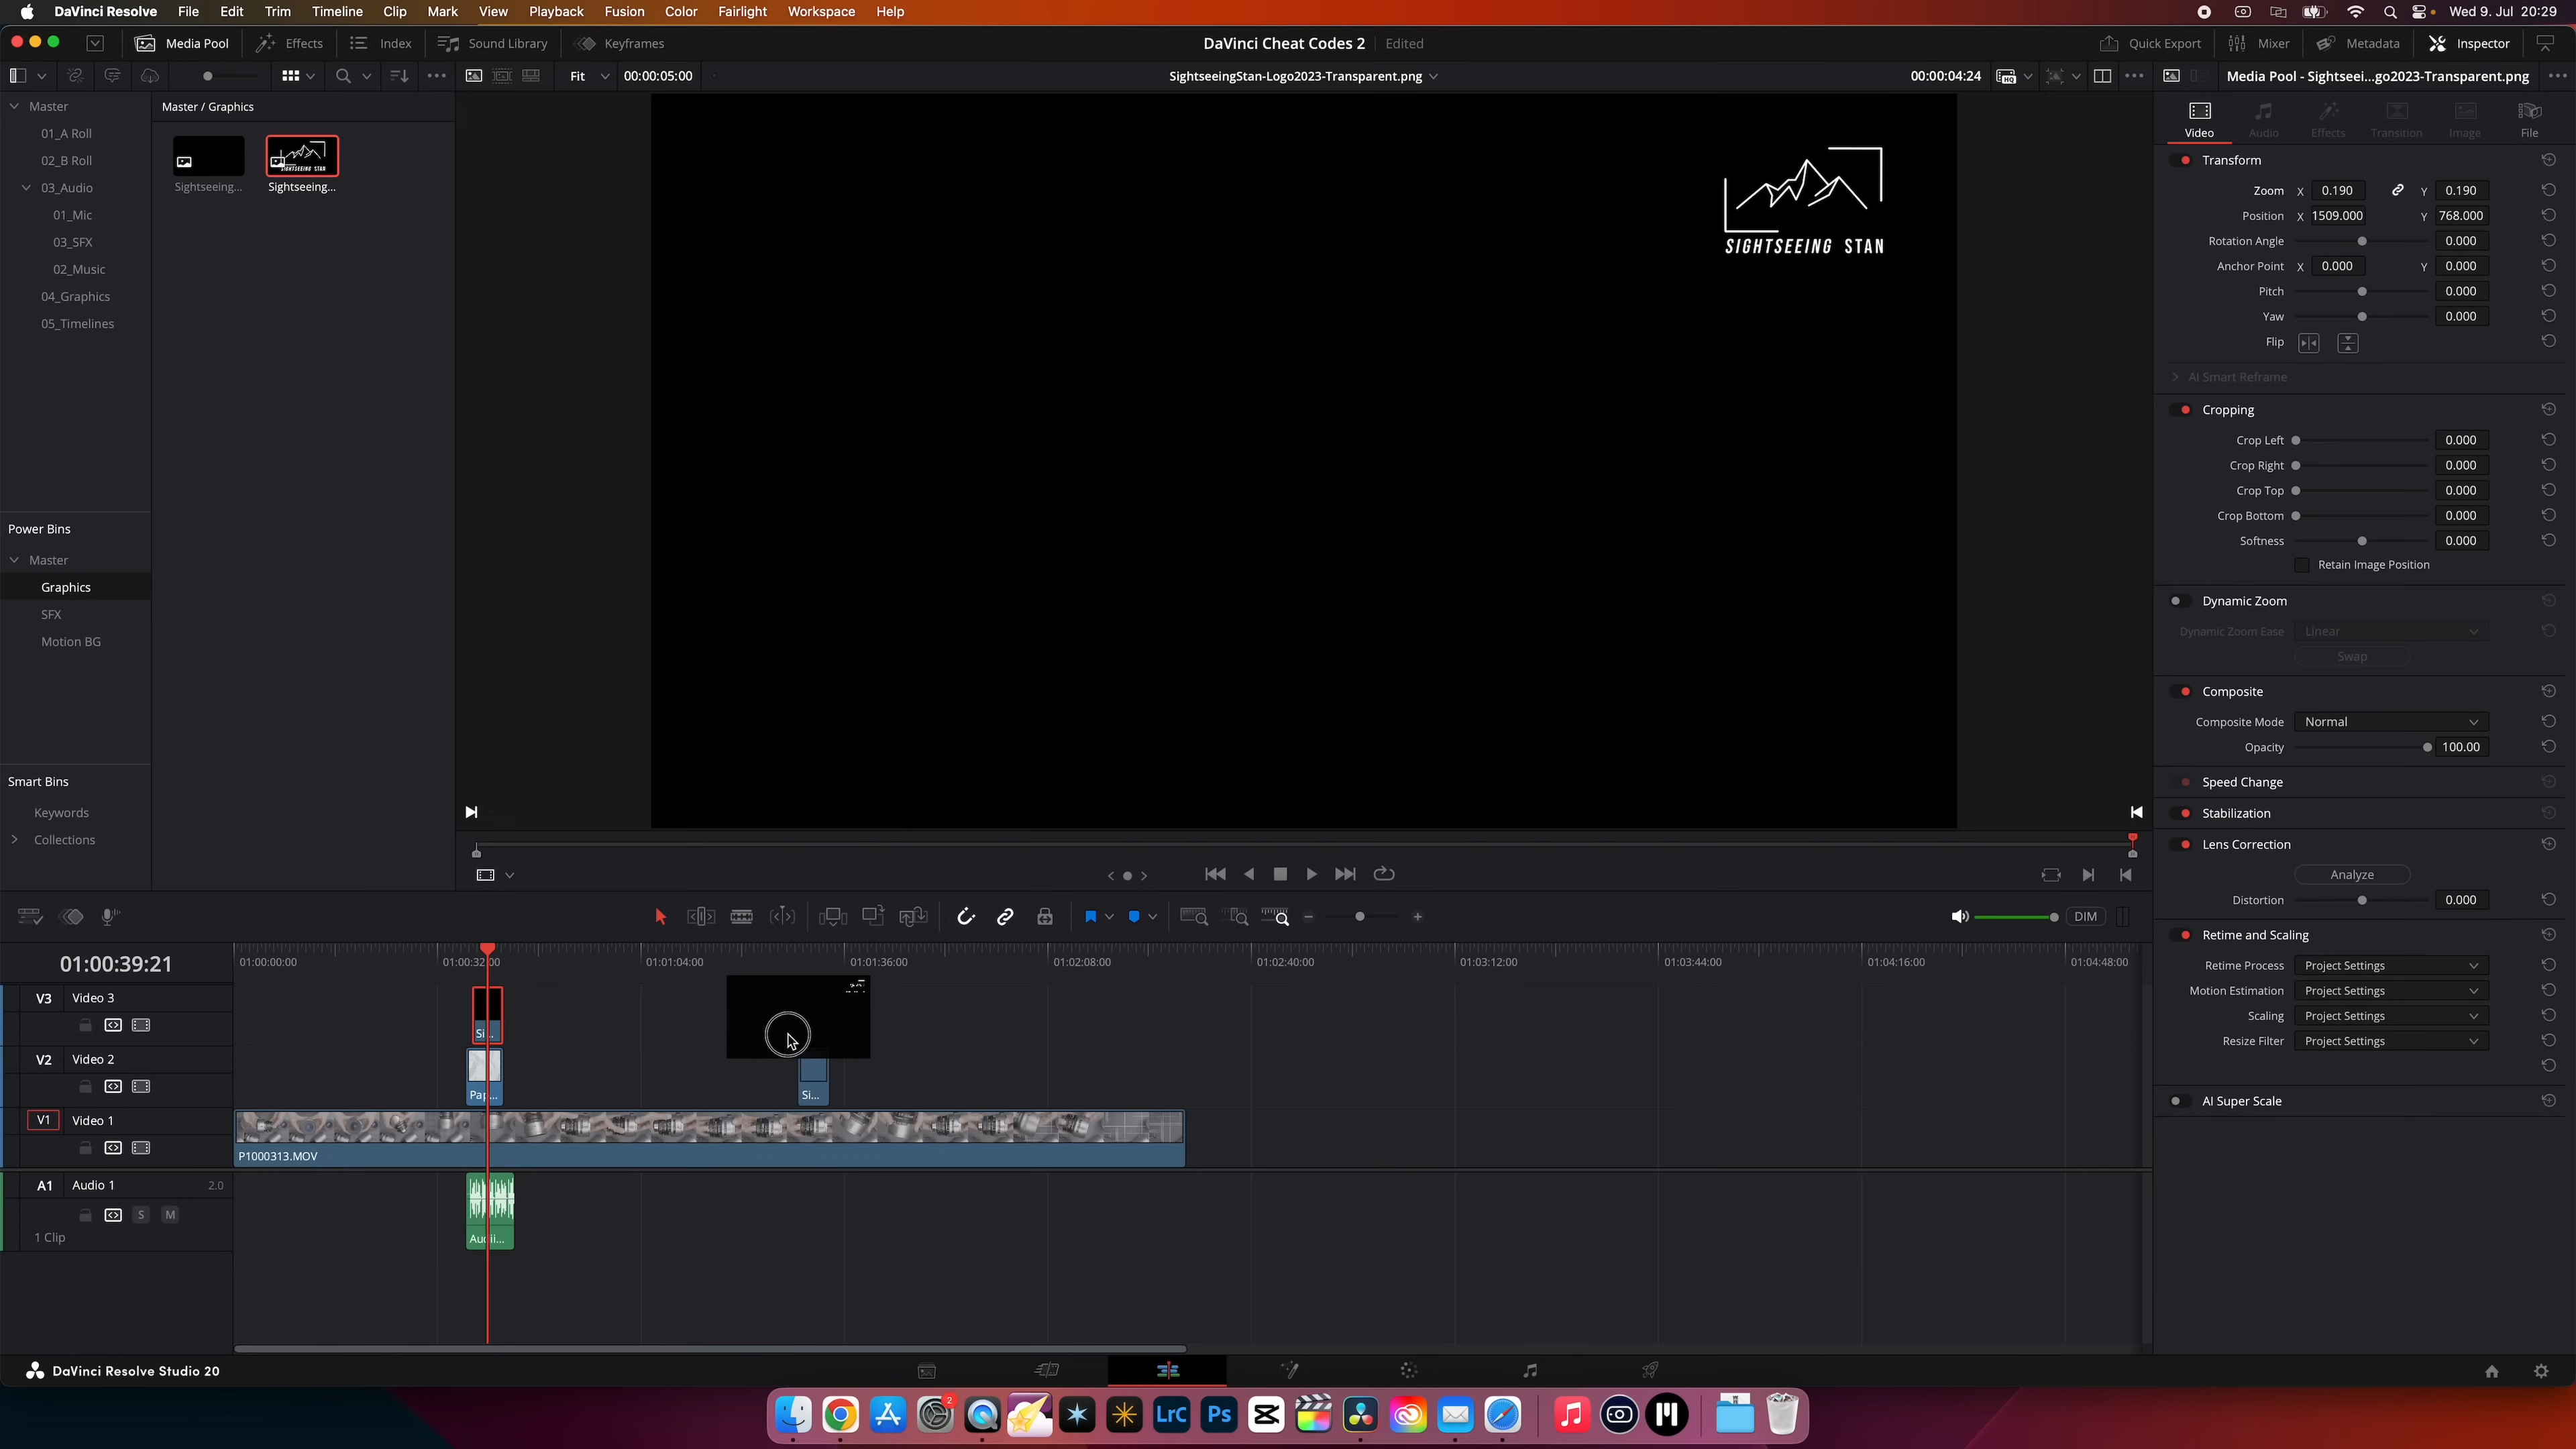 DaVinci Resolve File Edit Trim Timeline Clip Mark View Playback Fusion Color Fairlight Workspace Help Wed 9. Jul 20:29
Media Pool Effects Index Sound Library Keyframes DaVinci Cheat Codes 2 Edited Quick Export Mixer Metadata Inspector
Fit 00:00:05:00 SightseeingStan-Logo2023-Transparent.png 00:00:04:24 Media Pool - Sightseei...go2023-Transparent.png
Master
01_A Roll
02_B Roll
03_Audio
01_Mic
03_SFX
02_Music
04_Graphics
05_Timelines
Power Bins
Master
Graphics
SFX
Motion BG
Smart Bins
Keywords
Collections
Master / Graphics
SIGHTSEEING STAN
Sightseeing... Sightseeing...
SIGHTSEEING STAN
Video Audio Effects Transition Image File
Transform
Zoom X 0.190 Y 0.190
Position X 1509.000 Y 768.000
Rotation Angle 0.000
Anchor Point X 0.000 Y 0.000
Pitch 0.000
Yaw 0.000
Flip
AI Smart Reframe
Cropping
Crop Left 0.000
Crop Right 0.000
Crop Top 0.000
Crop Bottom 0.000
Softness 0.000
Retain Image Position
Dynamic Zoom
Dynamic Zoom Ease Linear
Swap
Composite
Composite Mode Normal
Opacity 100.00
Speed Change
Stabilization
Lens Correction
Analyze
Distortion 0.000
Retime and Scaling
Retime Process Project Settings
Motion Estimation Project Settings
Scaling Project Settings
Resize Filter Project Settings
AI Super Scale
DIM
01:00:39:21 01:00:00:00 01:00:32:00 01:01:04:00 01:01:36:00 01:02:08:00 01:02:40:00 01:03:12:00 01:03:44:00 01:04:16:00 01:04:48:00
V3 Video 3
Si...
V2 Video 2
Pap... Si...
V1 Video 1
P1000313.MOV
A1 Audio 1 2.0
S M
1 Clip Audi...
DaVinci Resolve Studio 20
2 LrC Ps